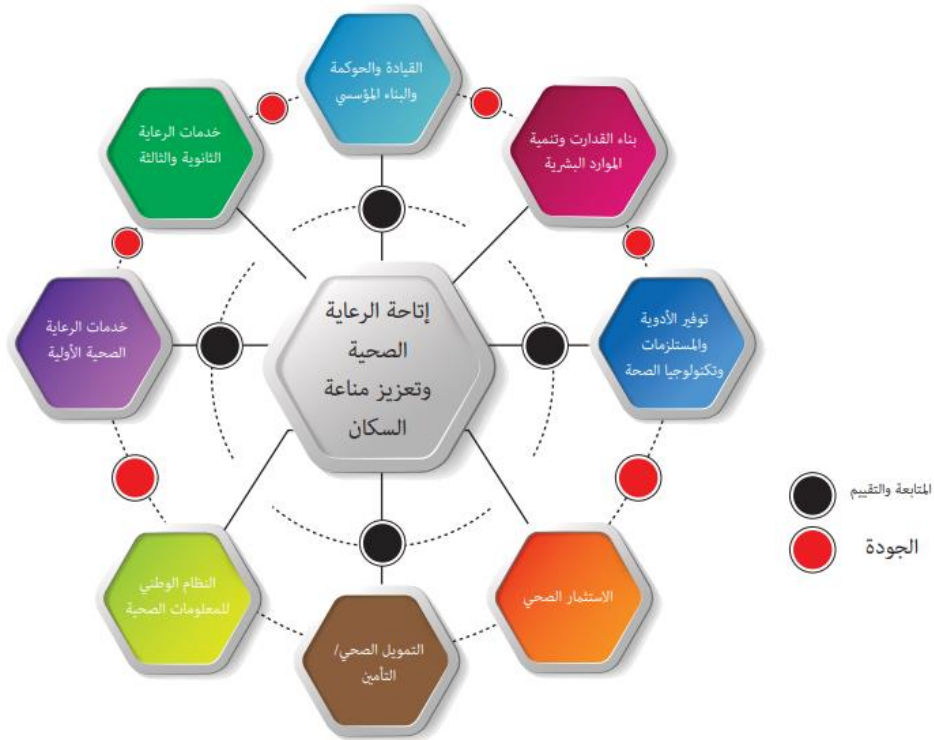 القيادة والحوكمة
والبناء المؤسسي
بناء القدارت وتنمية
الموارد البشرية
توفير الأدوية
والمستلزمات
وتكنولوجيا الصحة
الاستثمار الصحي
التمويل الصحي/
التأمين
النظام الوطني
للمعلومات الصحية
خدمات الرعاية
الصحية الأولية
خدمات الرعاية
الثانوية والثالثة
إتاحة الرعاية
الصحية
وتعزيز مناعة
السكان
المتابعة والتقييم
الجودة